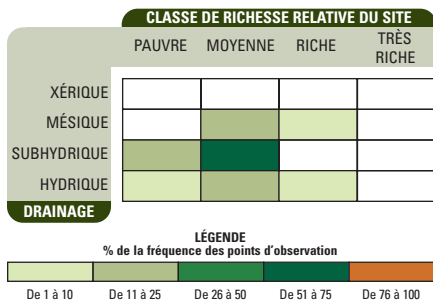 CLASSE DE RICHESSE RELATIVE DU SITE
PAUVRE MOYENNE RICHE TRÈS RICHE
XÉRIQUE
MÉSIQUE
SUBHYDRIQUE
HYDRIQUE
DRAINAGE
LÉGENDE
% de la fréquence des points d'observation
De 1 à 10 De 11 à 25 De 26 à 50 De 51 à 75 De 76 à 100